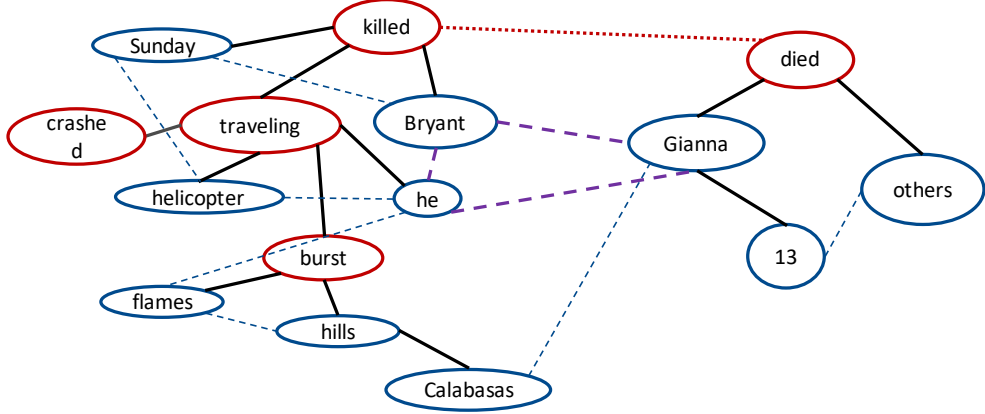 killed
Sunday
died
crashe
d
traveling
Bryant
Gianna
helicopter
he
others
burst
13
flames
hills
Calabasas